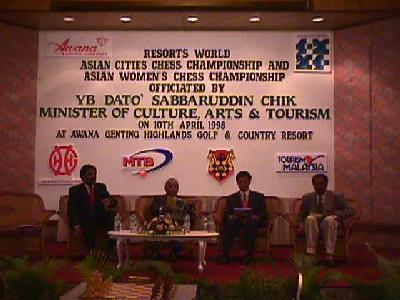 Awana
RESORTS WORLD
ASIAN CITIES CHESS CHAMPIONSHIP AND
ASIAN WOMEN'S CHESS CHAMPIONSHIP
OFFICIATED BY
YB DATO' SABBARUDDIN CHIK
MINISTER OF CULTURE, ARTS & TOURISM
ON 10TH APRIL 1998
AT AWANA GENTING HIGHLANDS GOLF & COUNTRY RESORT
MTB
TOURISM
MALAYSIA